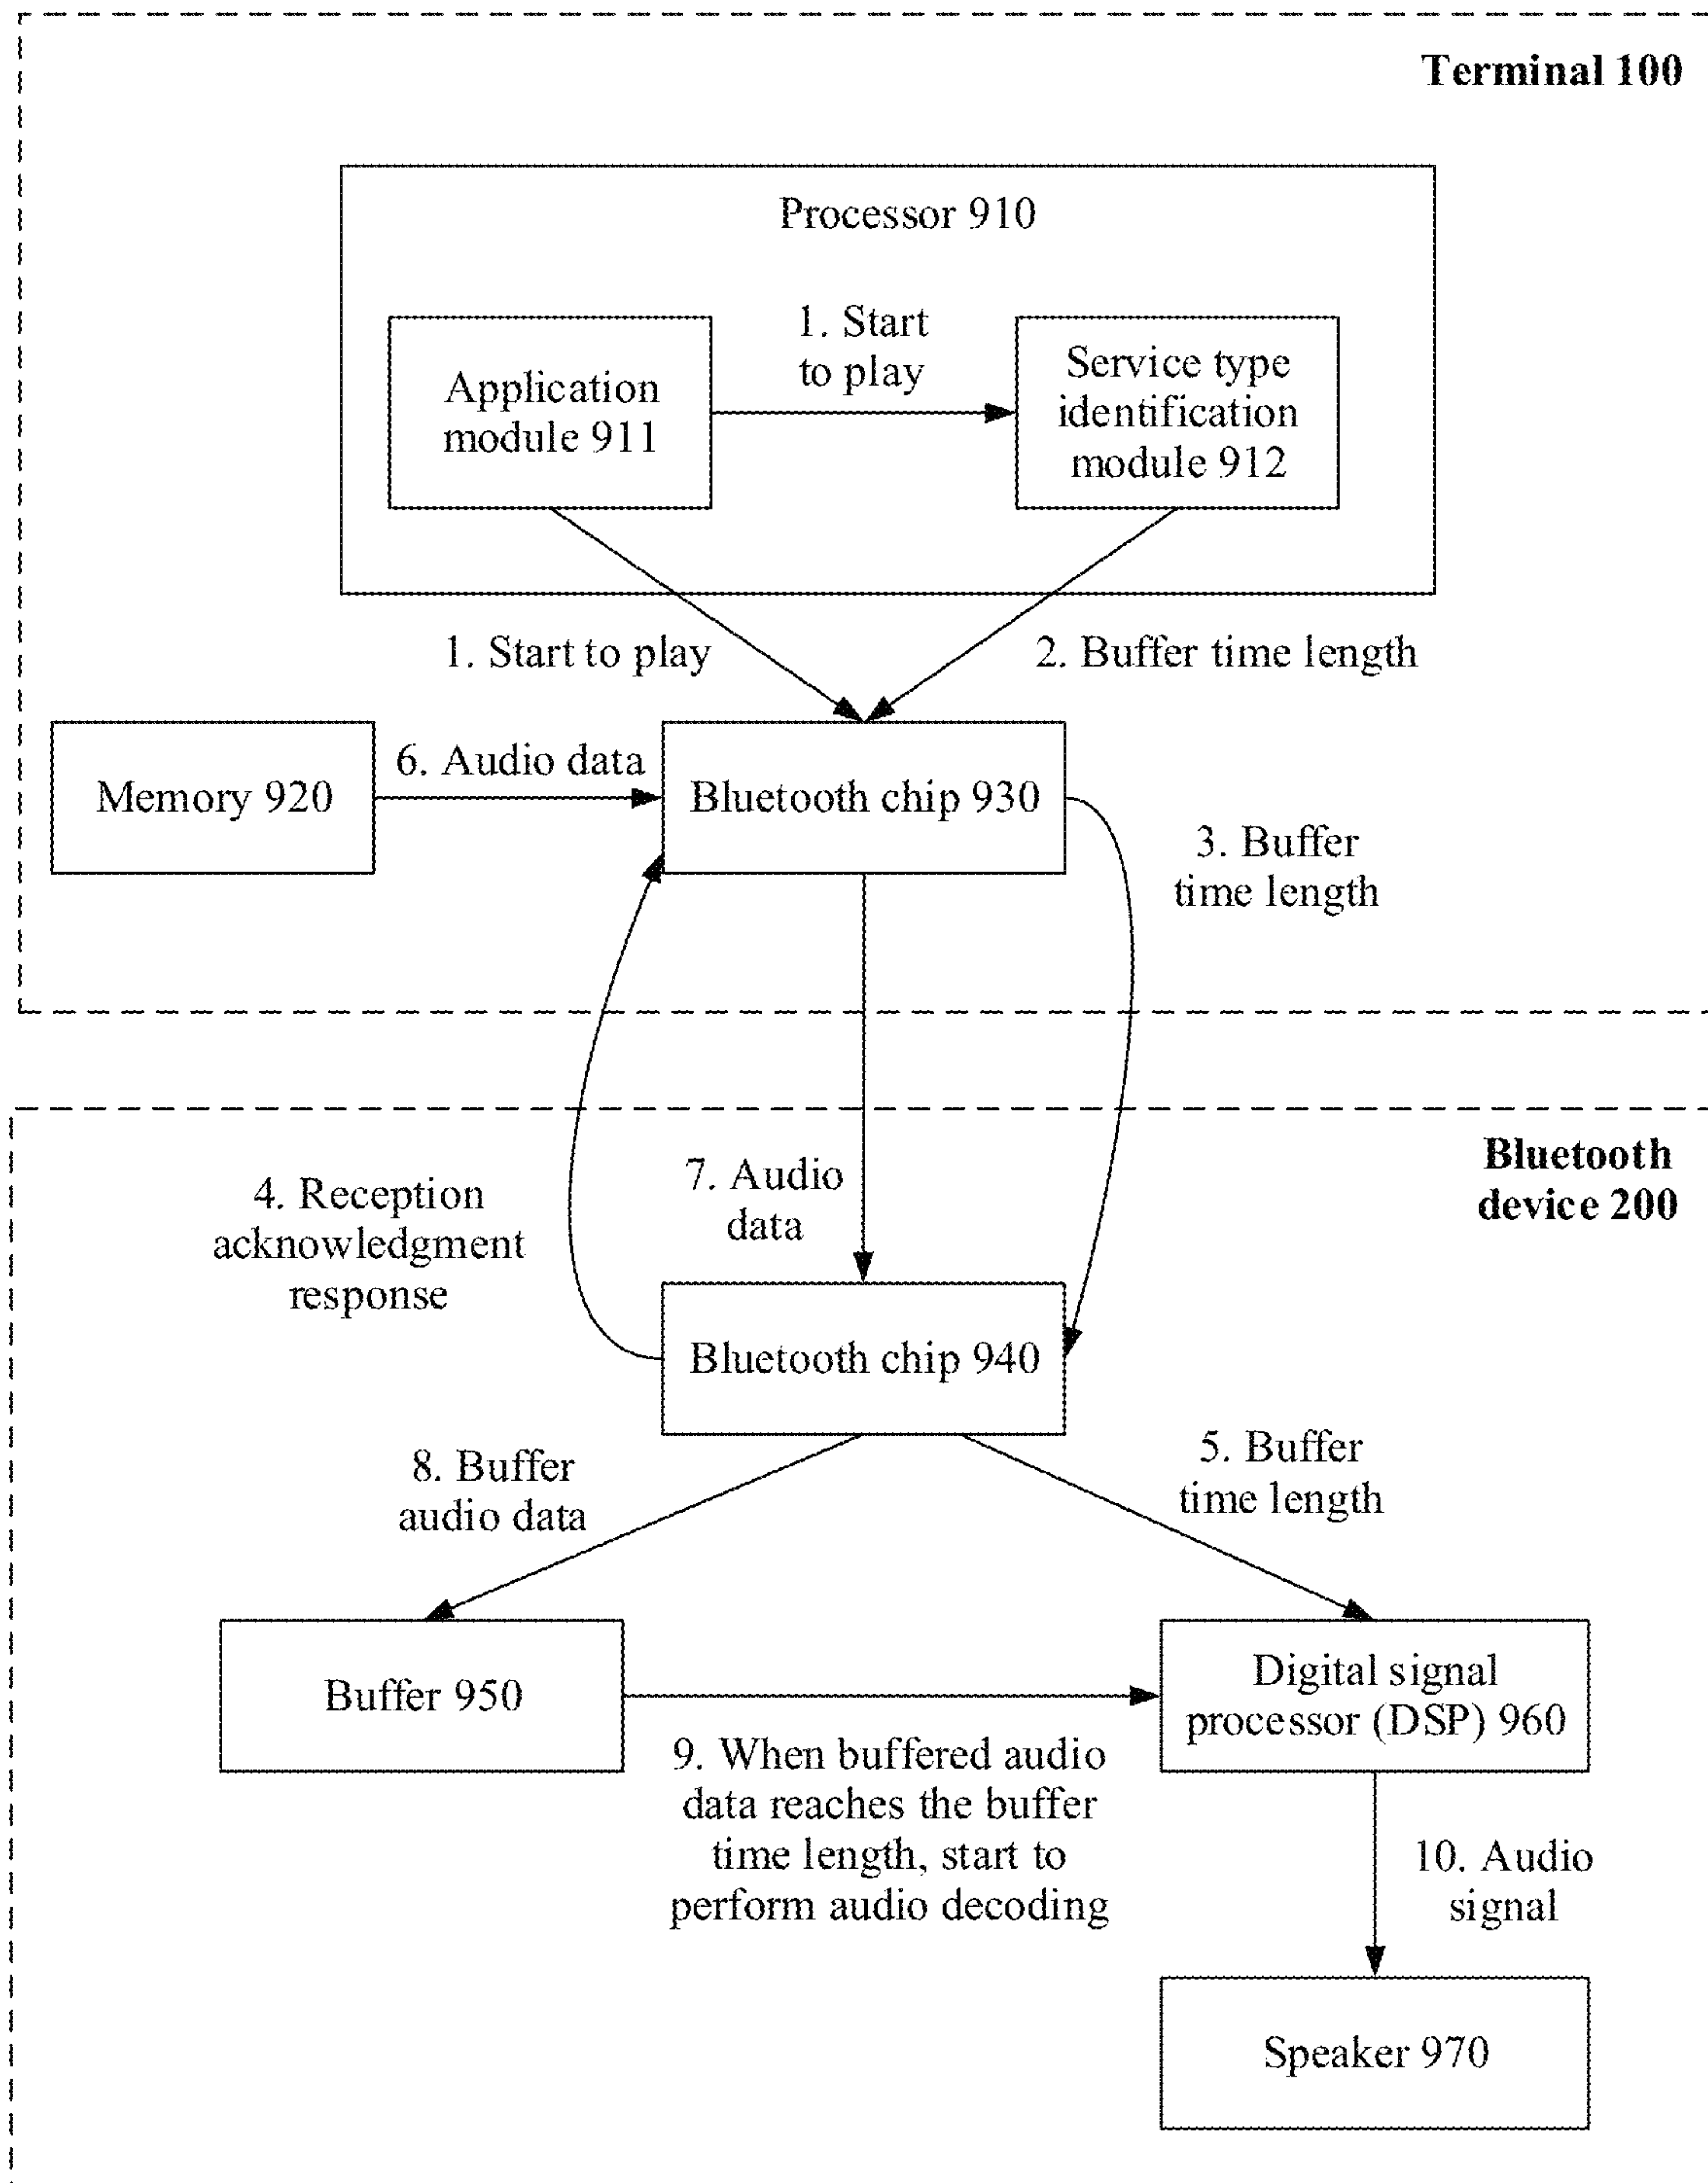 Terminal 100
Processor 910
1. Start
to play
Application
module 911
Service type
identification
module 912
1. Start to play
2. Buffer time length
Memory 920
6. Audio data
Bluetooth chip 930
3. Buffer
time length
Bluetooth
device 200
4. Reception
acknowledgment
response
7. Audio
data
Bluetooth chip 940
8. Buffer
audio data
5. Buffer
time length
Buffer 950
Digital signal
processor (DSP) 960
9. When buffered audio
data reaches the buffer
time length, start to
perform audio decoding
10. Audio
signal
Speaker 970